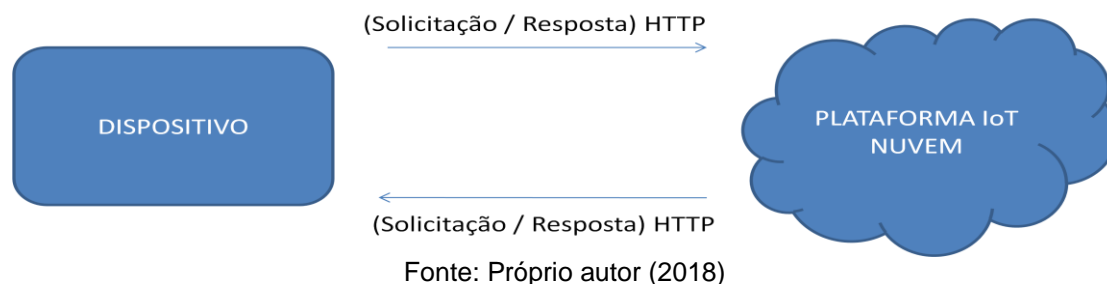 (Solicitação / Resposta) HTTP
DISPOSITIVO
PLATAFORMA IoT
NUVEM
(Solicitação / Resposta) HTTP
Fonte: Próprio autor (2018)